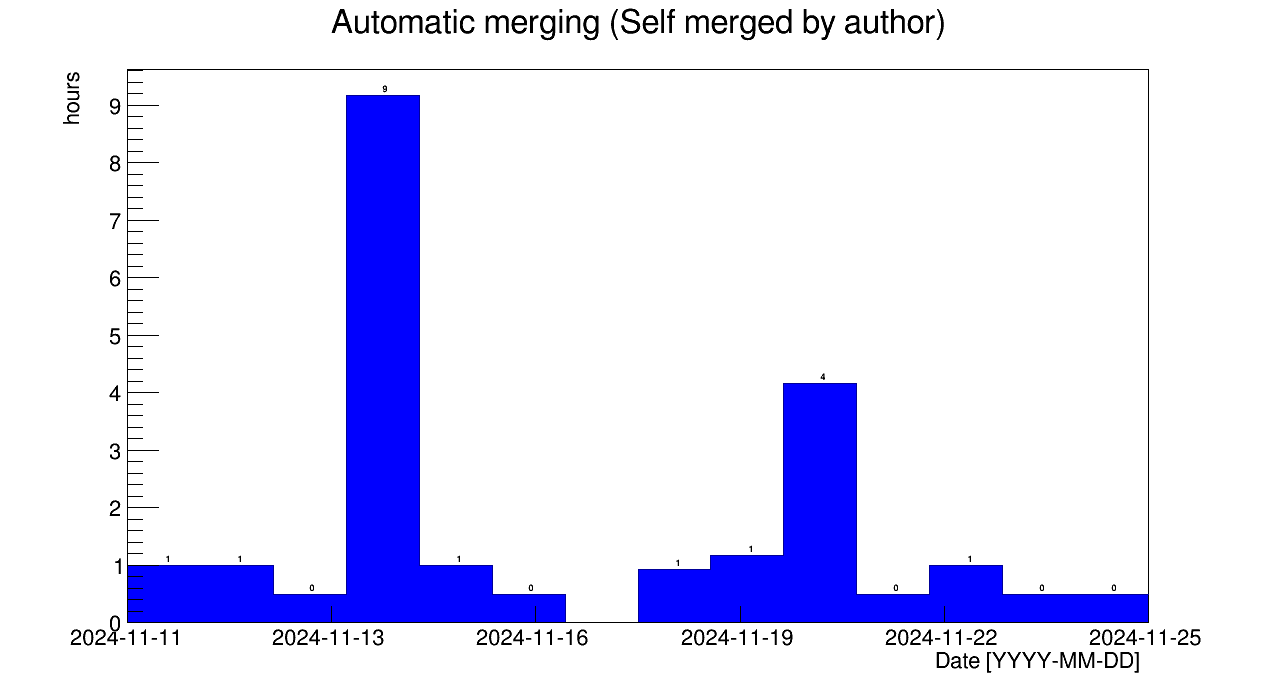 Automatic merging (Self merged by author)
hours
9
9
8
7
6
5
4
4
3
2
1
1 1 1 1 1 1
0 0 0 0 0
0
2024-11-11 2024-11-13 2024-11-16 2024-11-19 2024-11-22 2024-11-25
Date [YYYY-MM-DD]